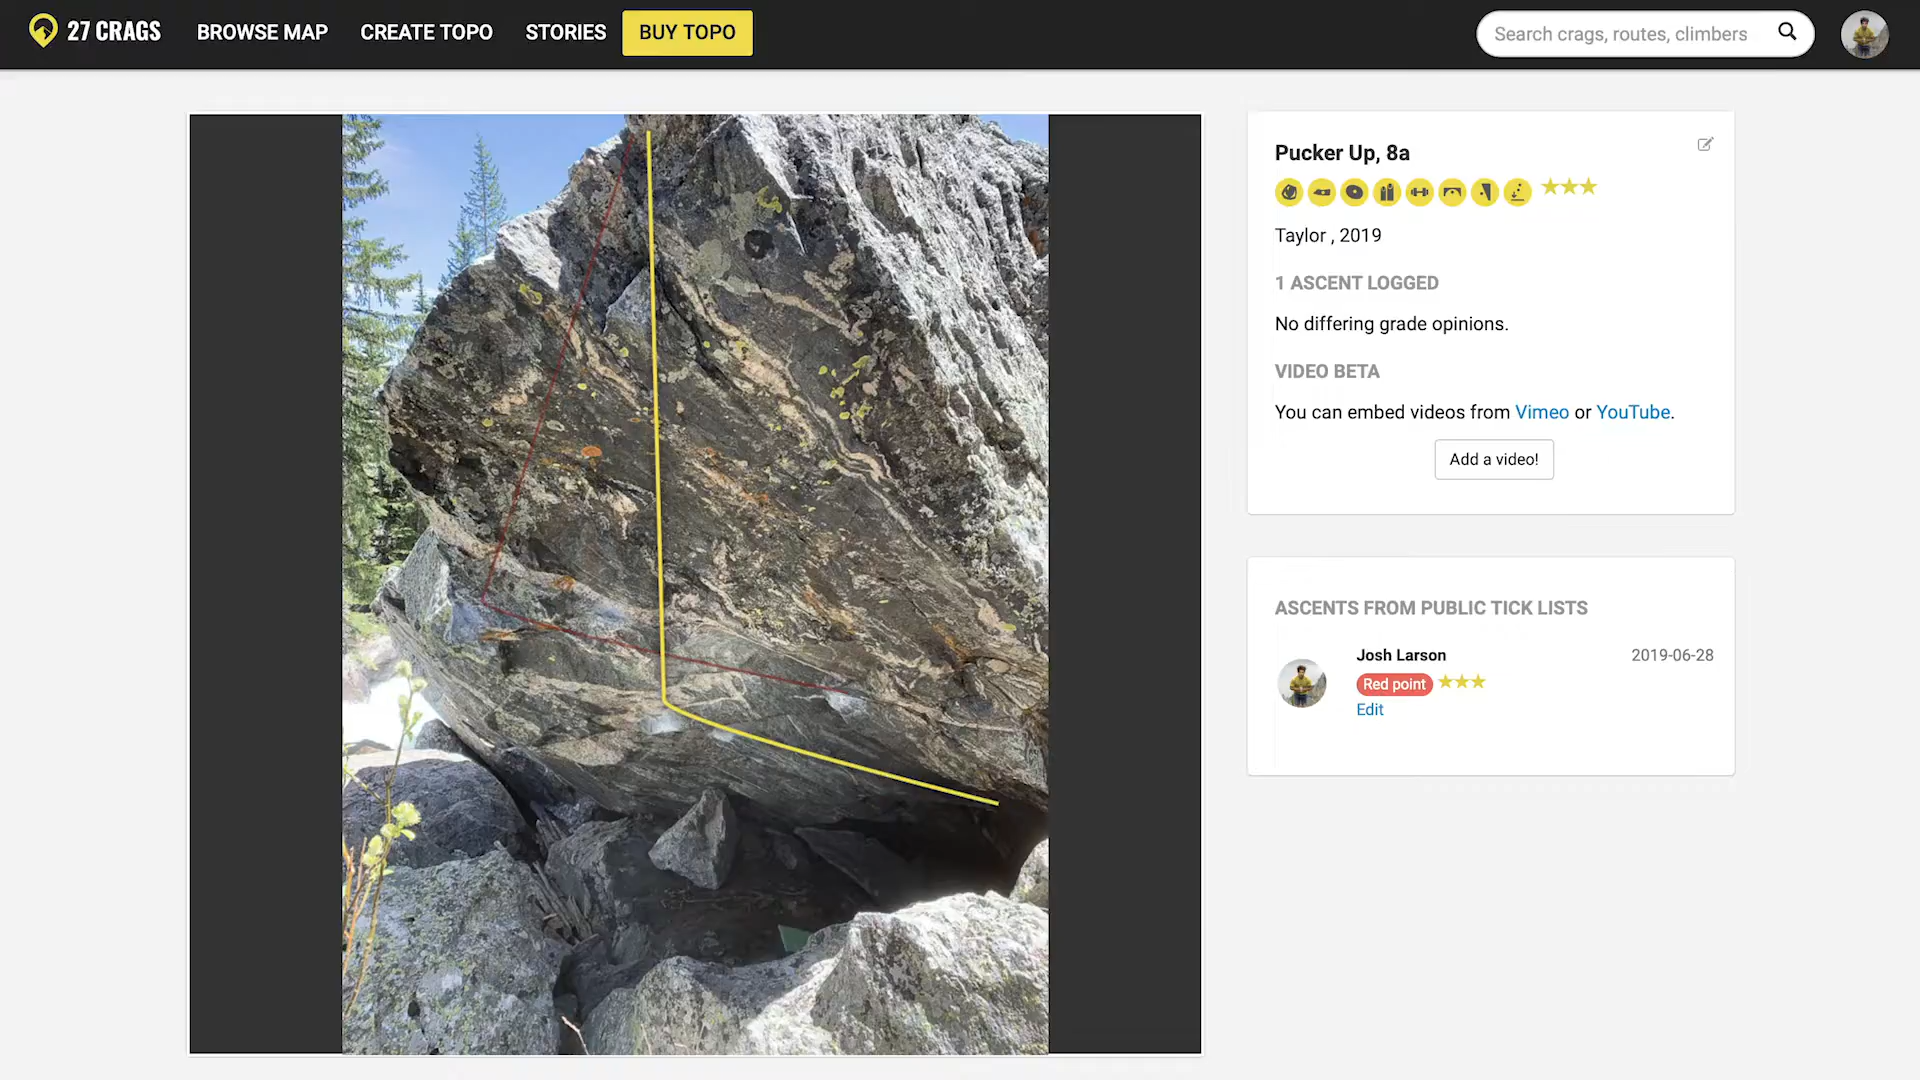 27 CRAGS
BROWSE MAP
CREATE TOPO
STORIES
BUY TOPO
Search crags, routes, climbers
Pucker Up, 8a
Taylor , 2019
1 ASCENT LOGGED
No differing grade opinions.
VIDEO BETA
You can embed videos from Vimeo or YouTube.
Add a video!
ASCENTS FROM PUBLIC TICK LISTS
Josh Larson
2019-06-28
Red point
Edit